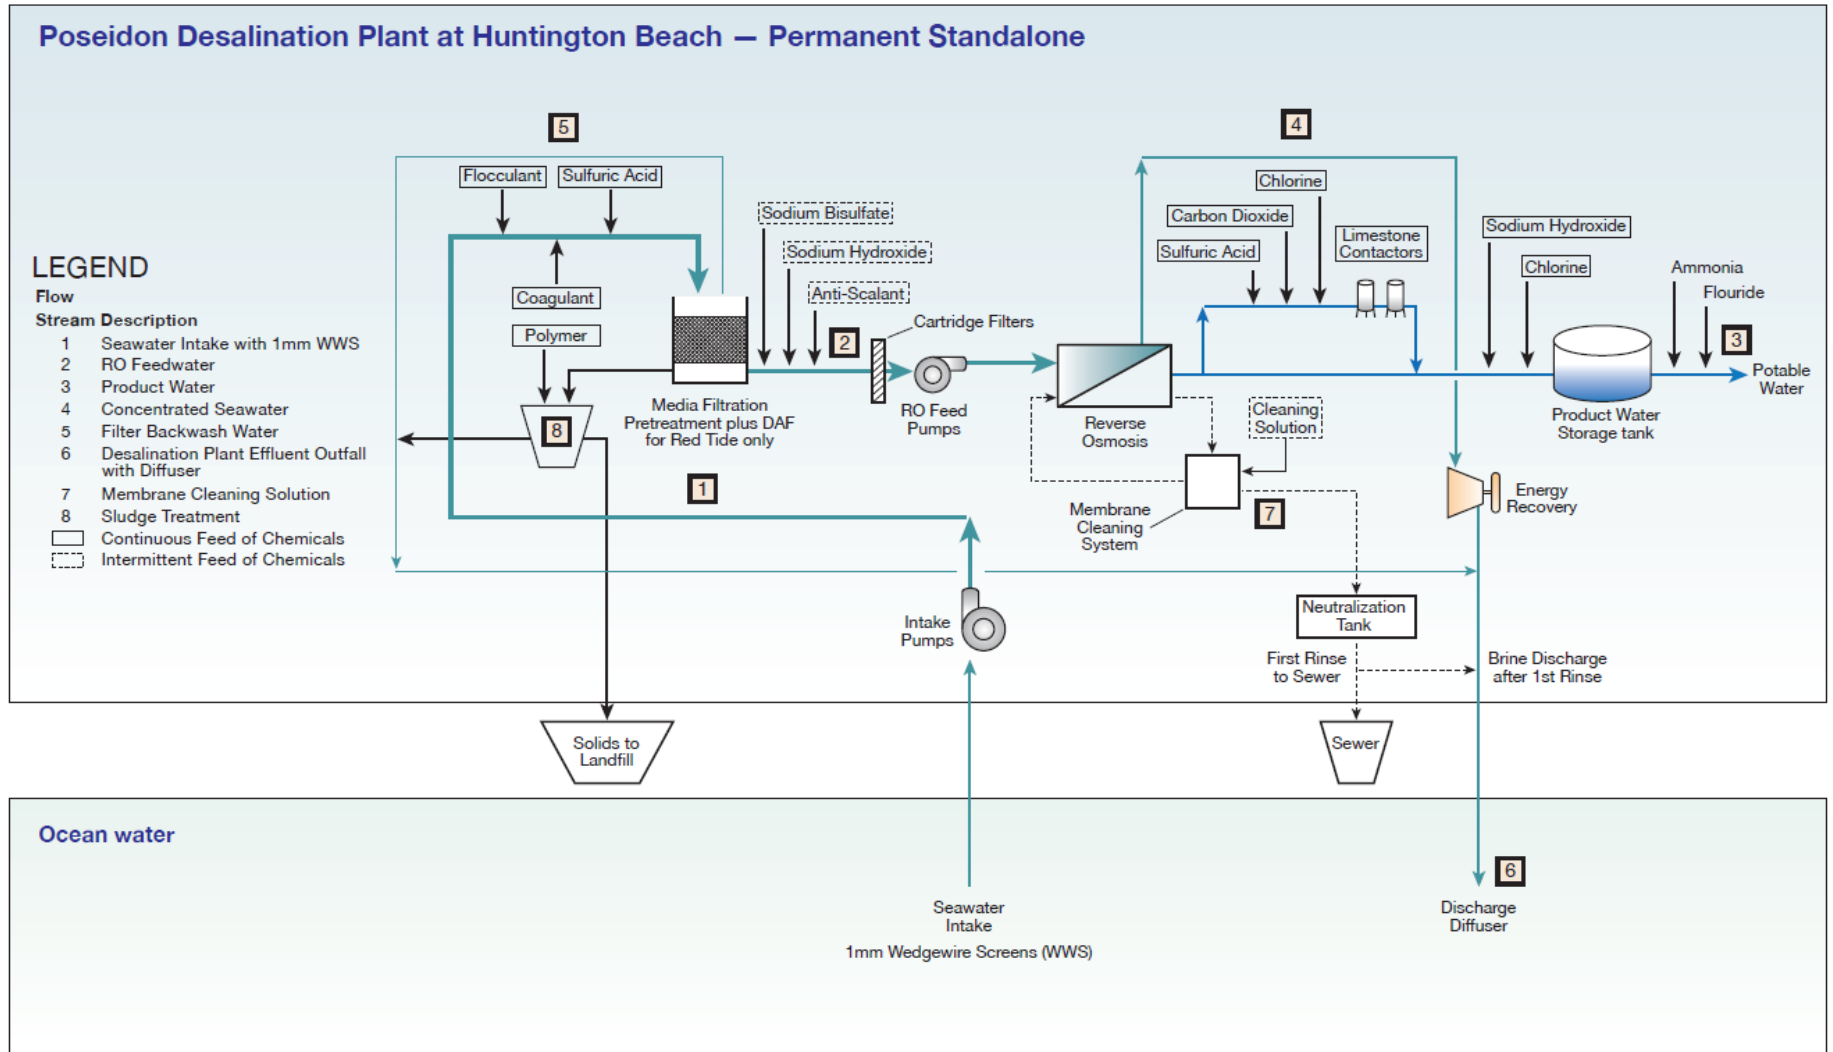 Poseidon Desalination Plant at Huntington Beach — Permanent Standalone
5
4
Flocculant
Sulfuric Acid
Chlorine
Carbon Dioxide
Sulfuric Acid
Limestone
Contactors
Sodium Bisulfate
Sodium Hydroxide
Anti-Scalant
Sodium Hydroxide
Chlorine
Ammonia
Flouride
LEGEND
Flow
Stream Description
1 Seawater Intake with 1mm WWS
2 RO Feedwater
3 Product Water
4 Concentrated Seawater
5 Filter Backwash Water
6 Desalination Plant Effluent Outfall
with Diffuser
7 Membrane Cleaning Solution
8 Sludge Treatment
Continuous Feed of Chemicals
Intermittent Feed of Chemicals
Coagulant
Polymer
8
Media Filtration
Pretreatment plus DAF
for Red Tide only
2
Cartridge Filters
RO Feed
Pumps
Reverse
Osmosis
Cleaning
Solution
3
Potable
Water
Product Water
Storage tank
1
Membrane
Cleaning
System
7
Energy
Recovery
Intake
Pumps
Neutralization
Tank
First Rinse
to Sewer
Brine Discharge
after 1st Rinse
Solids to
Landfill
Sewer
Ocean water
6
Seawater
Intake
1mm Wedgewire Screens (WWS)
Discharge
Diffuser